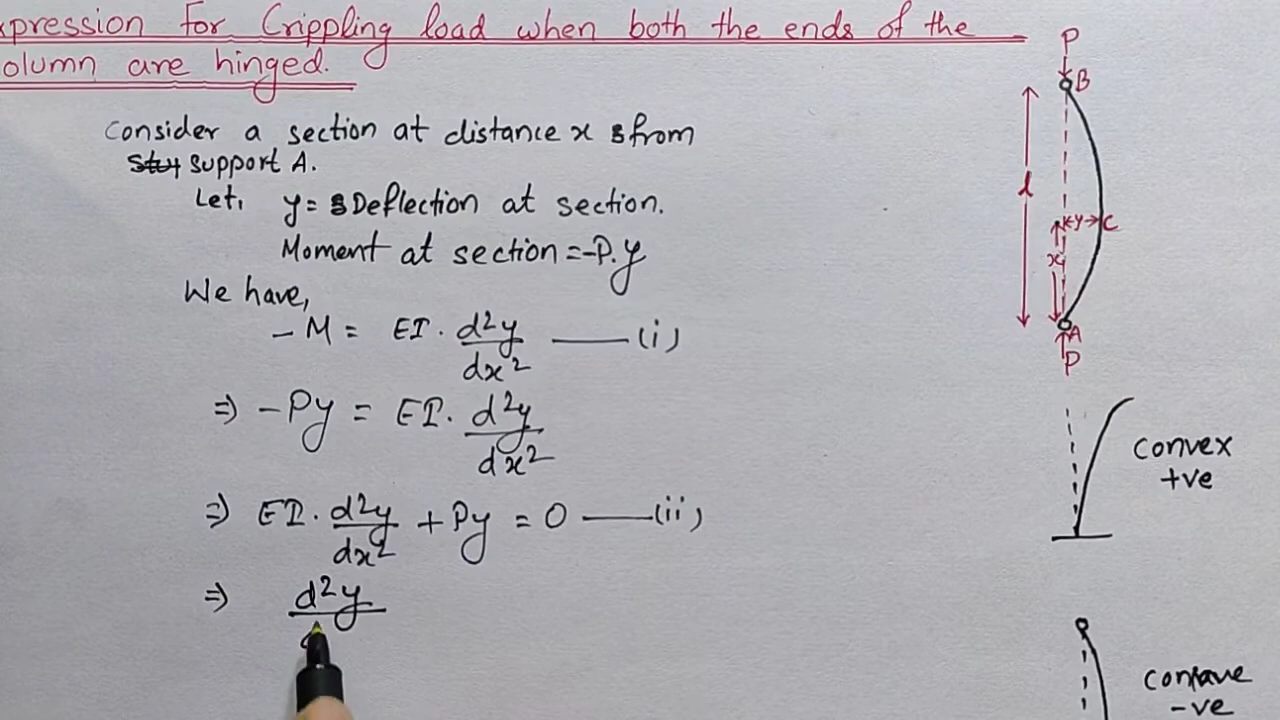 xpression for Crippling load when both the ends of the
olumn are hinged.
Consider a section at distance x from
support A.
Let, y = Deflection at section.
Moment at section = -P.y
We have,
- M = EI . d²y/dx² —— (i)
⇒ - Py = EI . d²y/dx²
⇒ EI . d²y/dx² + Py = 0 —— (ii)
⇒ d²y
P
B
l
y C
x
A
P
convex
+ve
concave
-ve